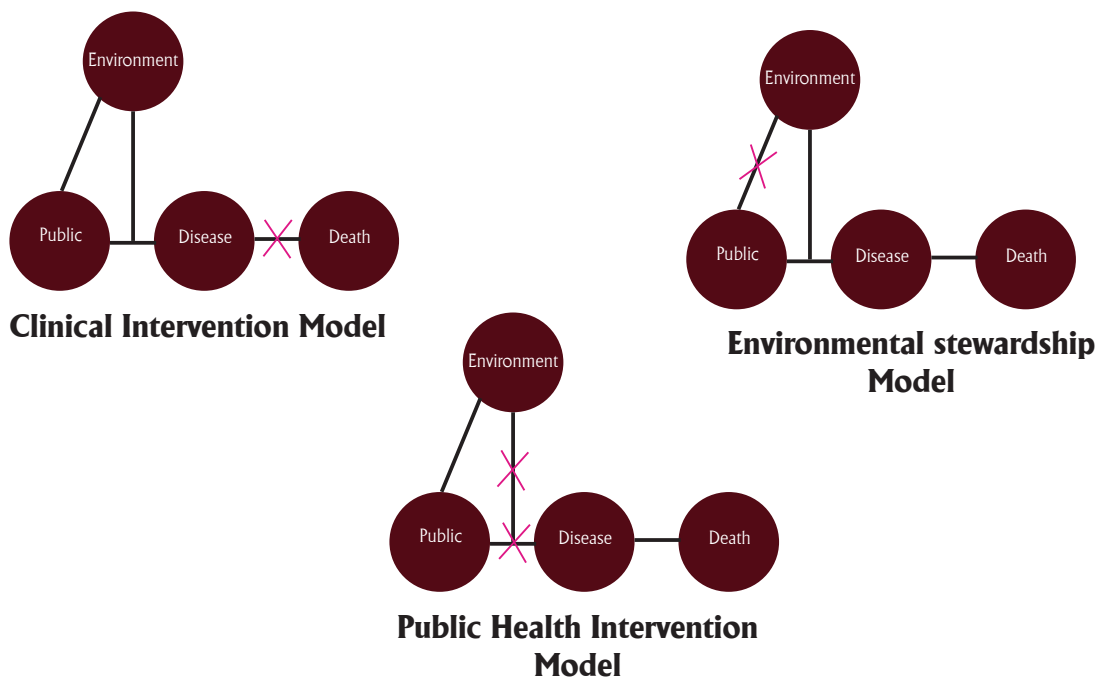 Environment
Public
Disease
Death
Clinical Intervention Model
Environment
Public
Disease
Death
Environmental stewardship
Model
Environment
Public
Disease
Death
Public Health Intervention
Model